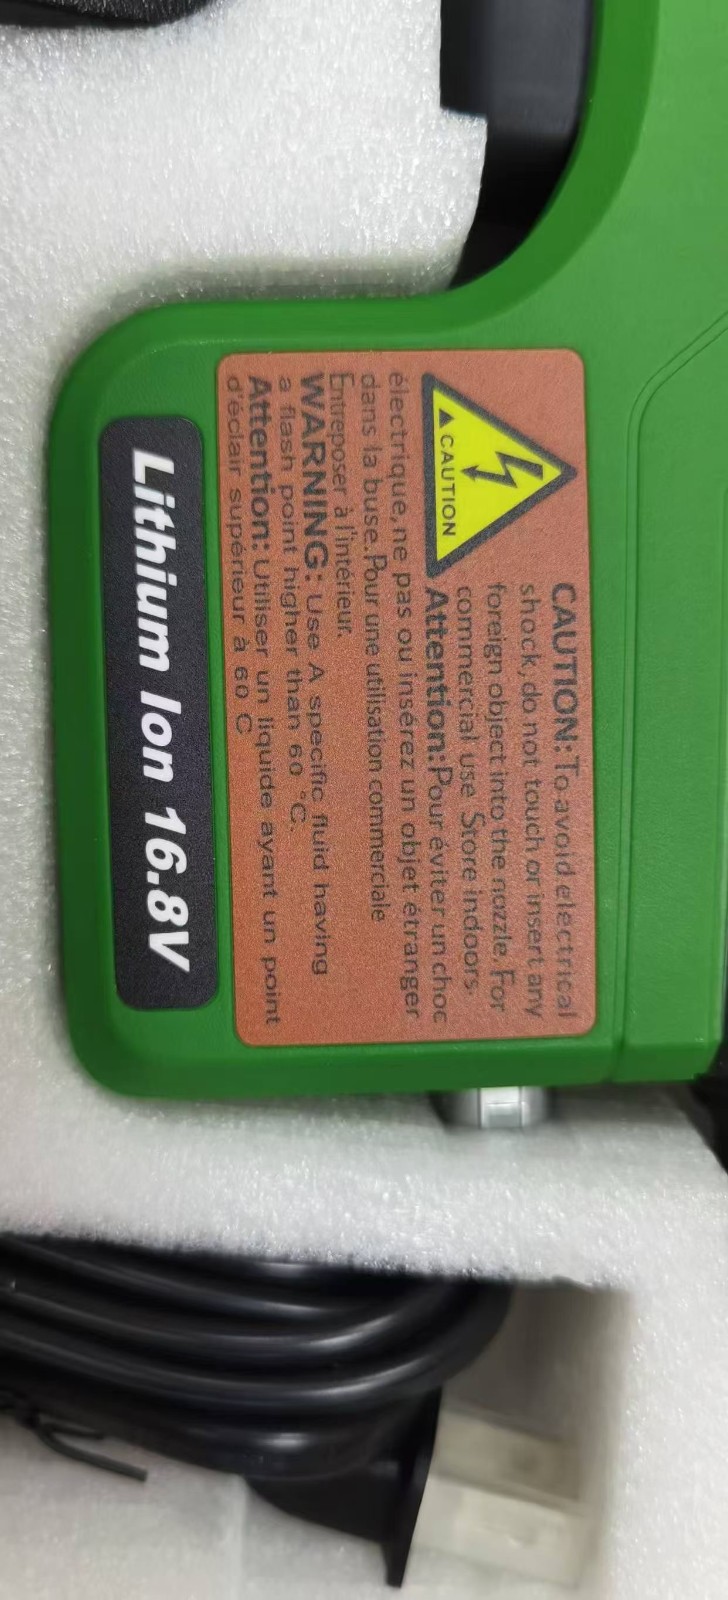 ▲CAUTION
CAUTION: To avoid electrical
shock, do not touch or insert any
foreign object into the nozzle. For
commercial use Store indoors.
Attention: Pour éviter un choc
électrique, ne pas ou insérez un objet étranger
dans la buse. Pour une utilisation commerciale
Entreposer à l'intérieur.
WARNING: Use A specific fluid having
a flash point higher than 60 °C.
Attention: Utiliser un liquide ayant un point
d'éclair supérieur à 60 C
Lithium Ion 16.8V